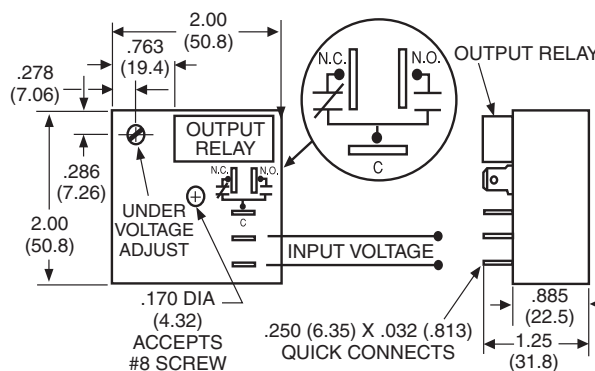 2.00
(50.8)
.763
(19.4)
.278
(7.06)
N.C.
N.O.
C
OUTPUT RELAY
OUTPUT
RELAY
.286
(7.26)
N.C.
N.O.
C
2.00
(50.8)
UNDER
VOLTAGE
ADJUST
INPUT VOLTAGE
.170 DIA
(4.32)
ACCEPTS
#8 SCREW
.250 (6.35) X .032 (.813)
QUICK CONNECTS
.885
(22.5)
1.25
(31.8)